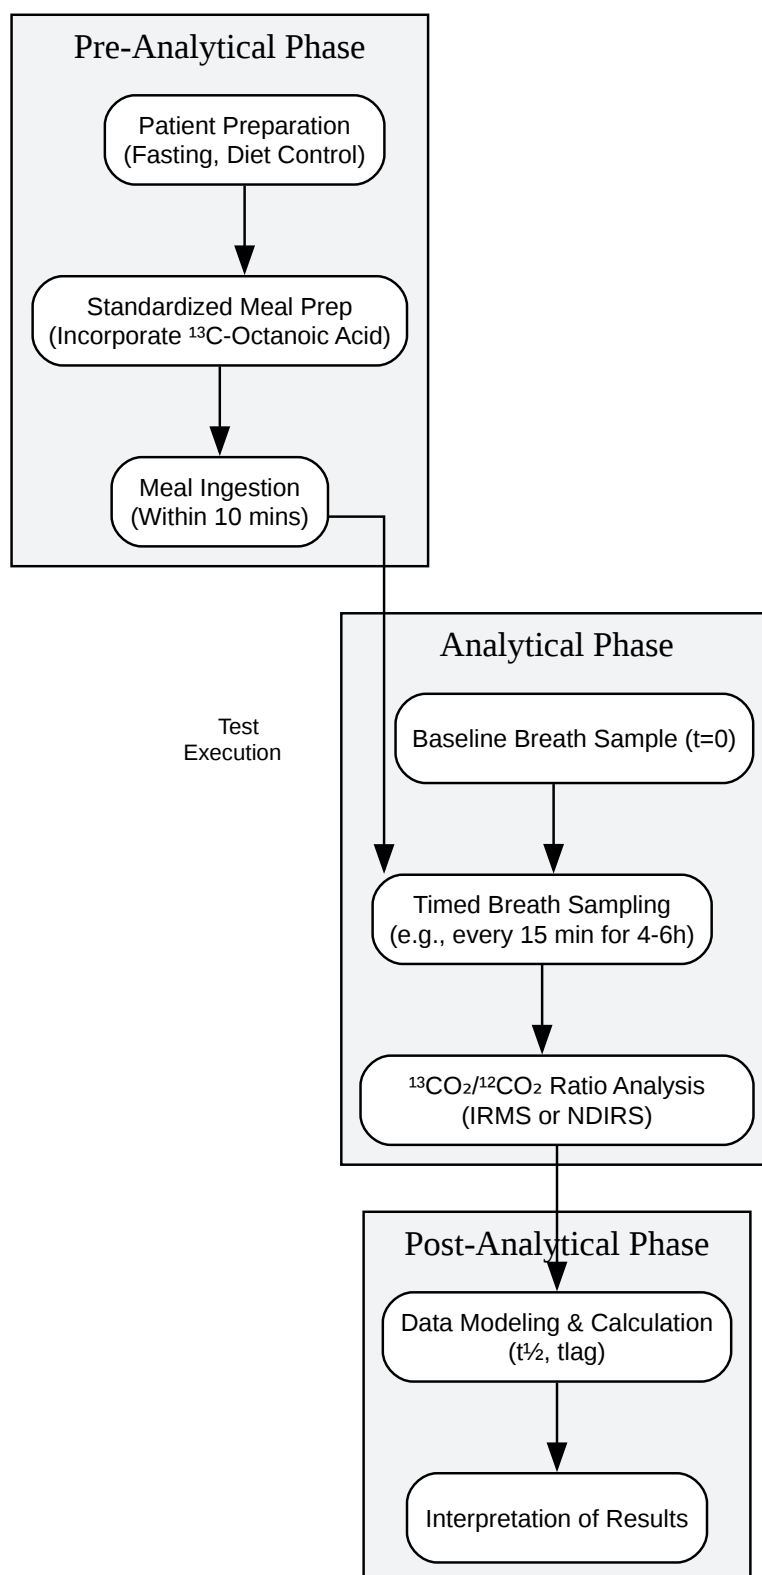 Pre-Analytical Phase
Patient Preparation
(Fasting, Diet Control)
Standardized Meal Prep
(Incorporate ¹³C-Octanoic Acid)
Meal Ingestion
(Within 10 mins)
Analytical Phase
Test
Execution
Baseline Breath Sample (t=0)
Timed Breath Sampling
(e.g., every 15 min for 4-6h)
¹³CO₂/¹²CO₂ Ratio Analysis
(IRMS or NDIRS)
Post-Analytical Phase
Data Modeling & Calculation
(t½, tlag)
Interpretation of Results